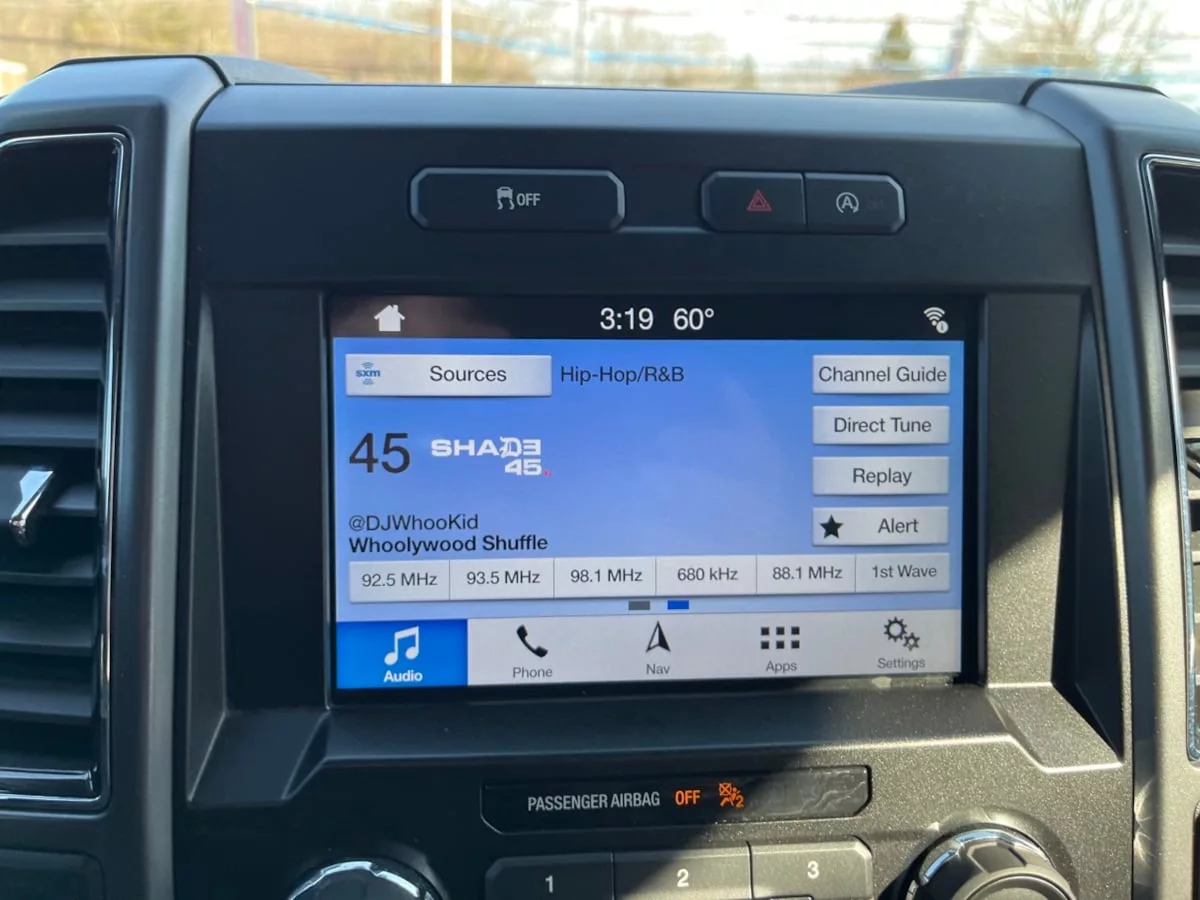 OFF
A
3:19 60°
sxm Sources Hip-Hop/R&B Channel Guide
Direct Tune
45 SHADE 45
Replay
Alert
@DJWhooKid
Whoolywood Shuffle
92.5 MHz 93.5 MHz 98.1 MHz 680 kHz 88.1 MHz 1st Wave
Audio Phone Nav Apps Settings
PASSENGER AIRBAG OFF 2
1 2 3